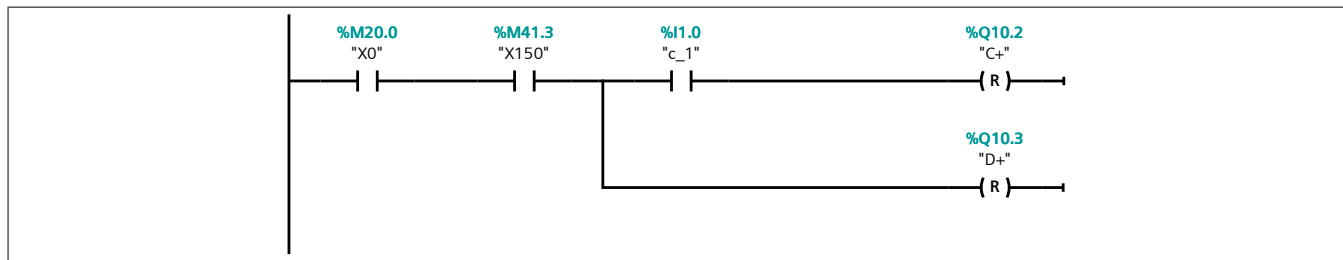 %M20.0 %M41.3 %I1.0 %Q10.2
"X0" "X150" "c_1" "C+"
R
%Q10.3
"D+"
R